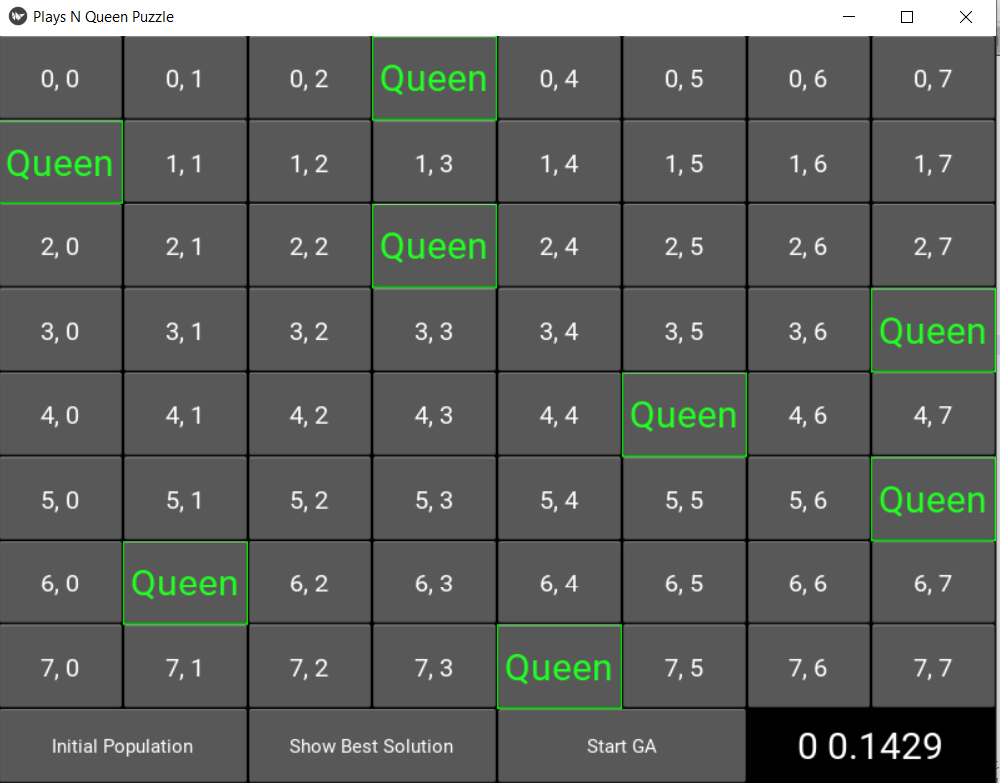 Plays N Queen Puzzle
0, 0 0, 1 0, 2 Queen 0, 4 0, 5 0, 6 0, 7
Queen 1, 1 1, 2 1, 3 1, 4 1, 5 1, 6 1, 7
2, 0 2, 1 2, 2 Queen 2, 4 2, 5 2, 6 2, 7
3, 0 3, 1 3, 2 3, 3 3, 4 3, 5 3, 6 Queen
4, 0 4, 1 4, 2 4, 3 4, 4 Queen 4, 6 4, 7
5, 0 5, 1 5, 2 5, 3 5, 4 5, 5 5, 6 Queen
6, 0 Queen 6, 2 6, 3 6, 4 6, 5 6, 6 6, 7
7, 0 7, 1 7, 2 7, 3 Queen 7, 5 7, 6 7, 7
Initial Population Show Best Solution Start GA 0 0.1429